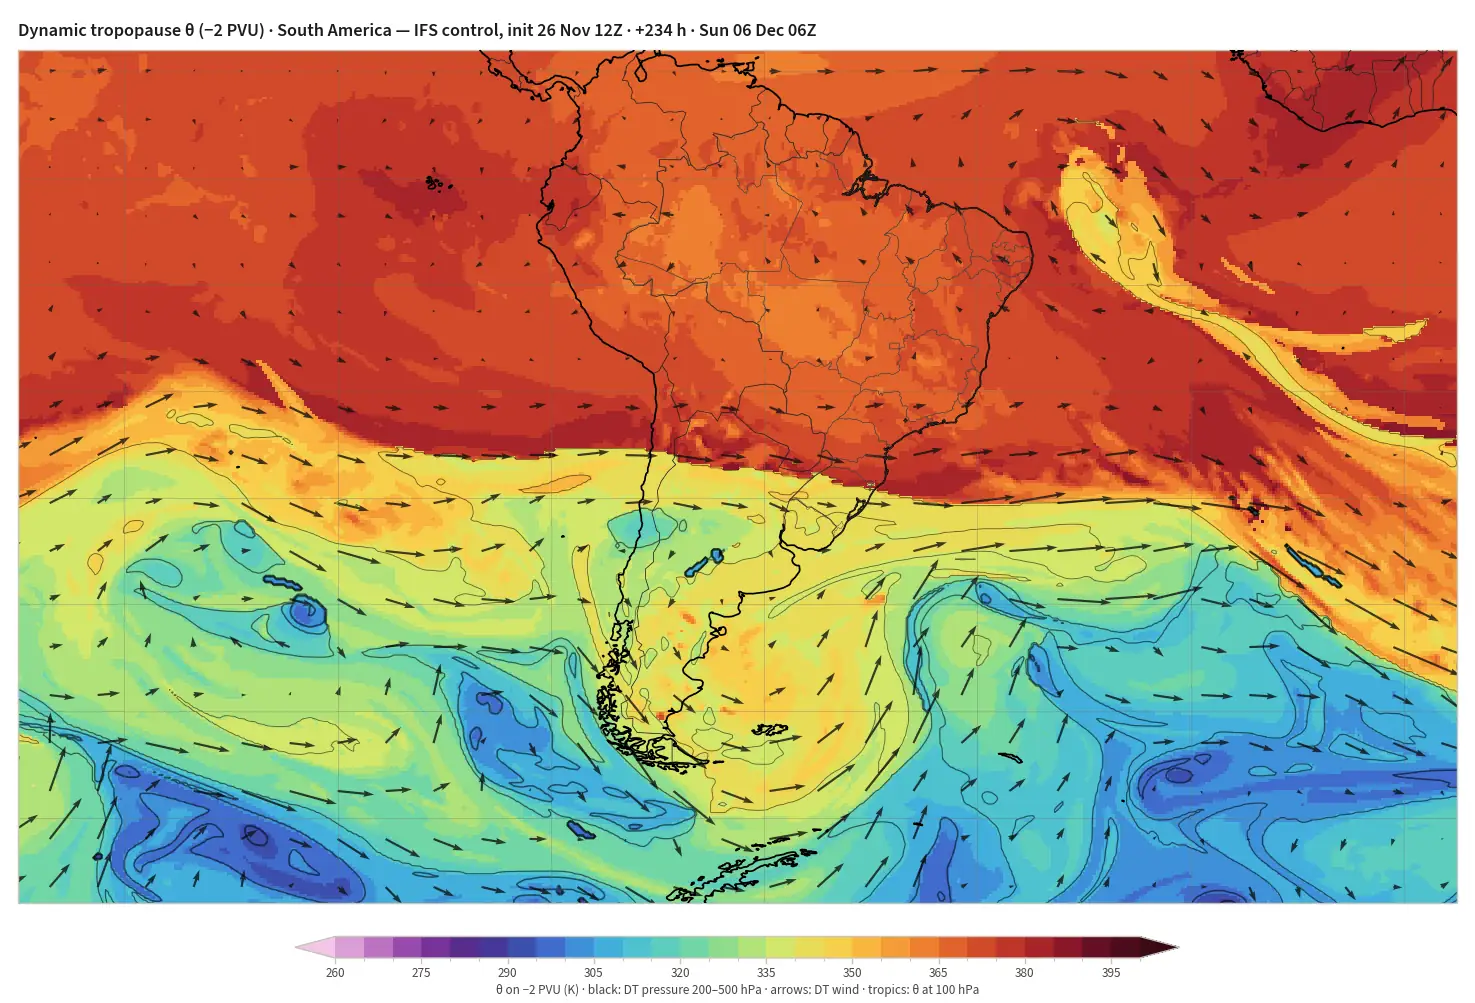 Dynamic tropopause θ (−2 PVU) · South America — IFS control, init 26 Nov 12Z · +234 h · Sun 06 Dec 06Z
260 275 290 305 320 335 350 365 380 395
θ on −2 PVU (K) · black: DT pressure 200–500 hPa · arrows: DT wind · tropics: θ at 100 hPa